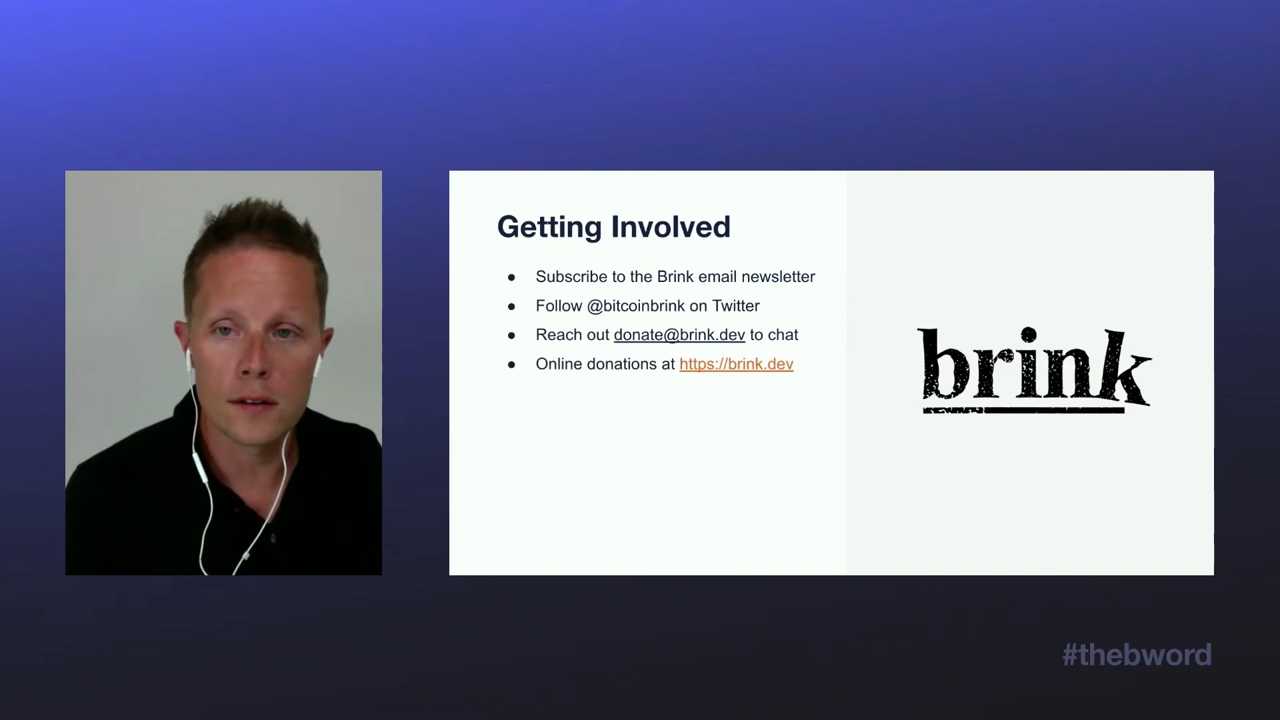 Getting Involved
● Subscribe to the Brink email newsletter
● Follow @bitcoinbrink on Twitter
● Reach out donate@brink.dev to chat
● Online donations at https://brink.dev
brink
#thebword